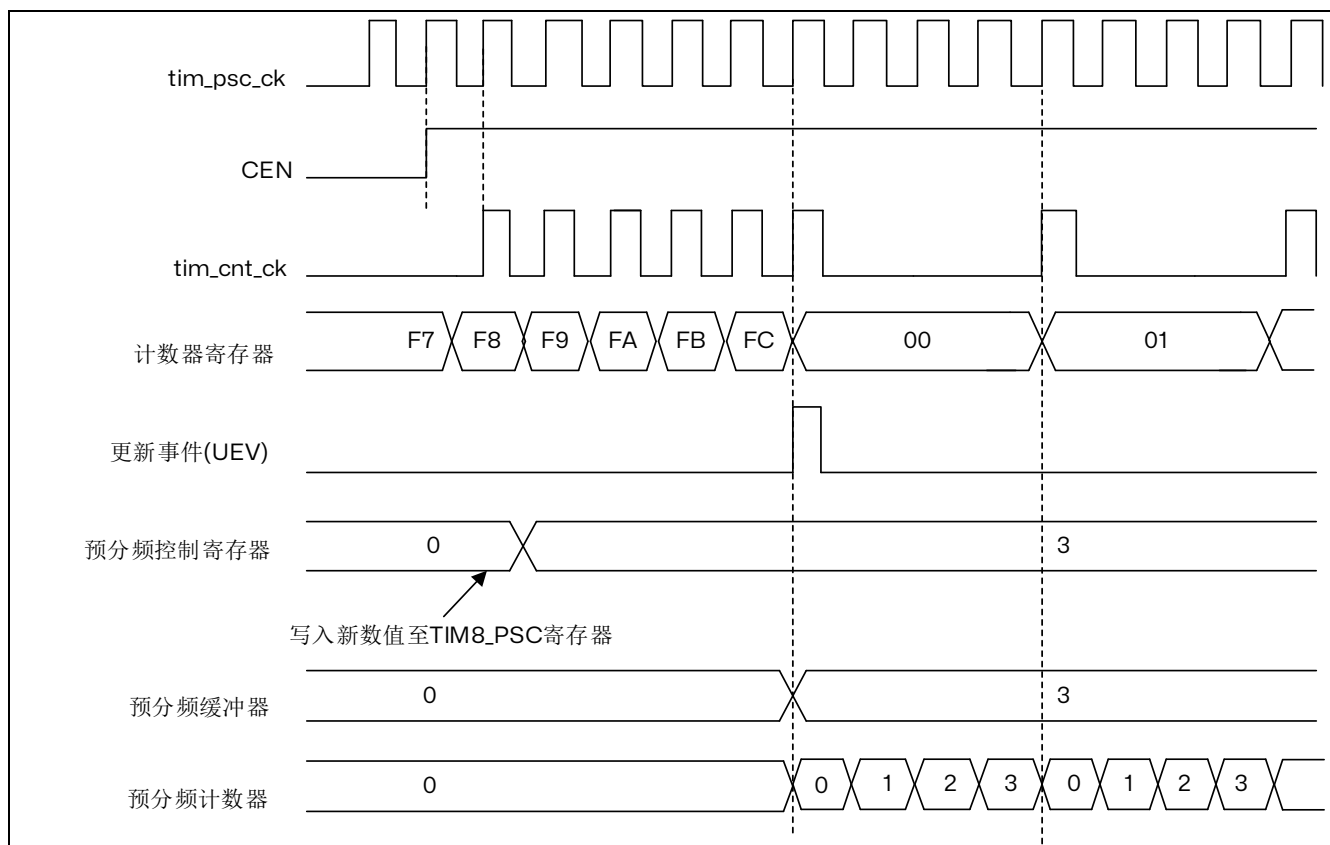 tim_psc_ck
CEN
tim_cnt_ck
计数器寄存器 F7 F8 F9 FA FB FC 00 01
更新事件(UEV)
预分频控制寄存器 0 3
写入新数值至TIM8_PSC寄存器
预分频缓冲器 0 3
预分频计数器 0 0 1 2 3 0 1 2 3